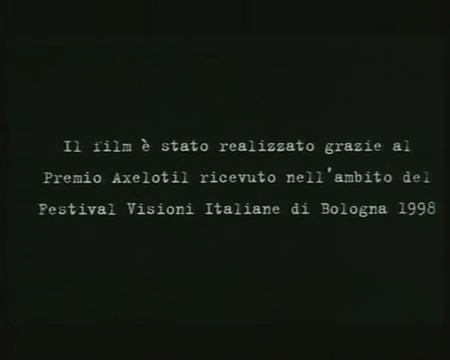 Il film è stato realizzato grazie al
Premio Axelotil ricevuto nell'ambito del
Festival Visioni Italiane di Bologna 1998